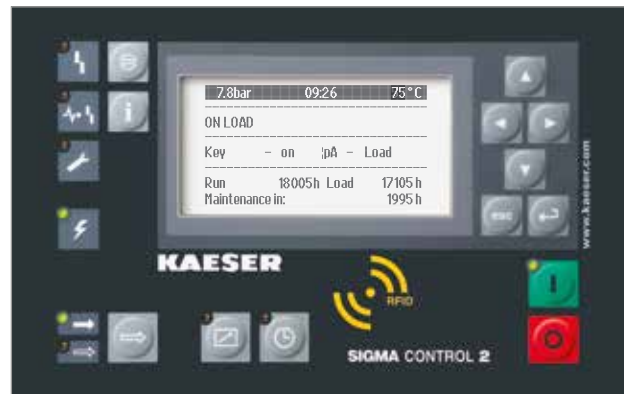 7.8bar 09:26 75°C
ON LOAD
Key - on ¦pA - Load
Run 18005h Load 17105 h
Maintenance in: 1995 h
esc
www.kaeser.com
KAESER
RFID
I
O
SIGMA CONTROL 2